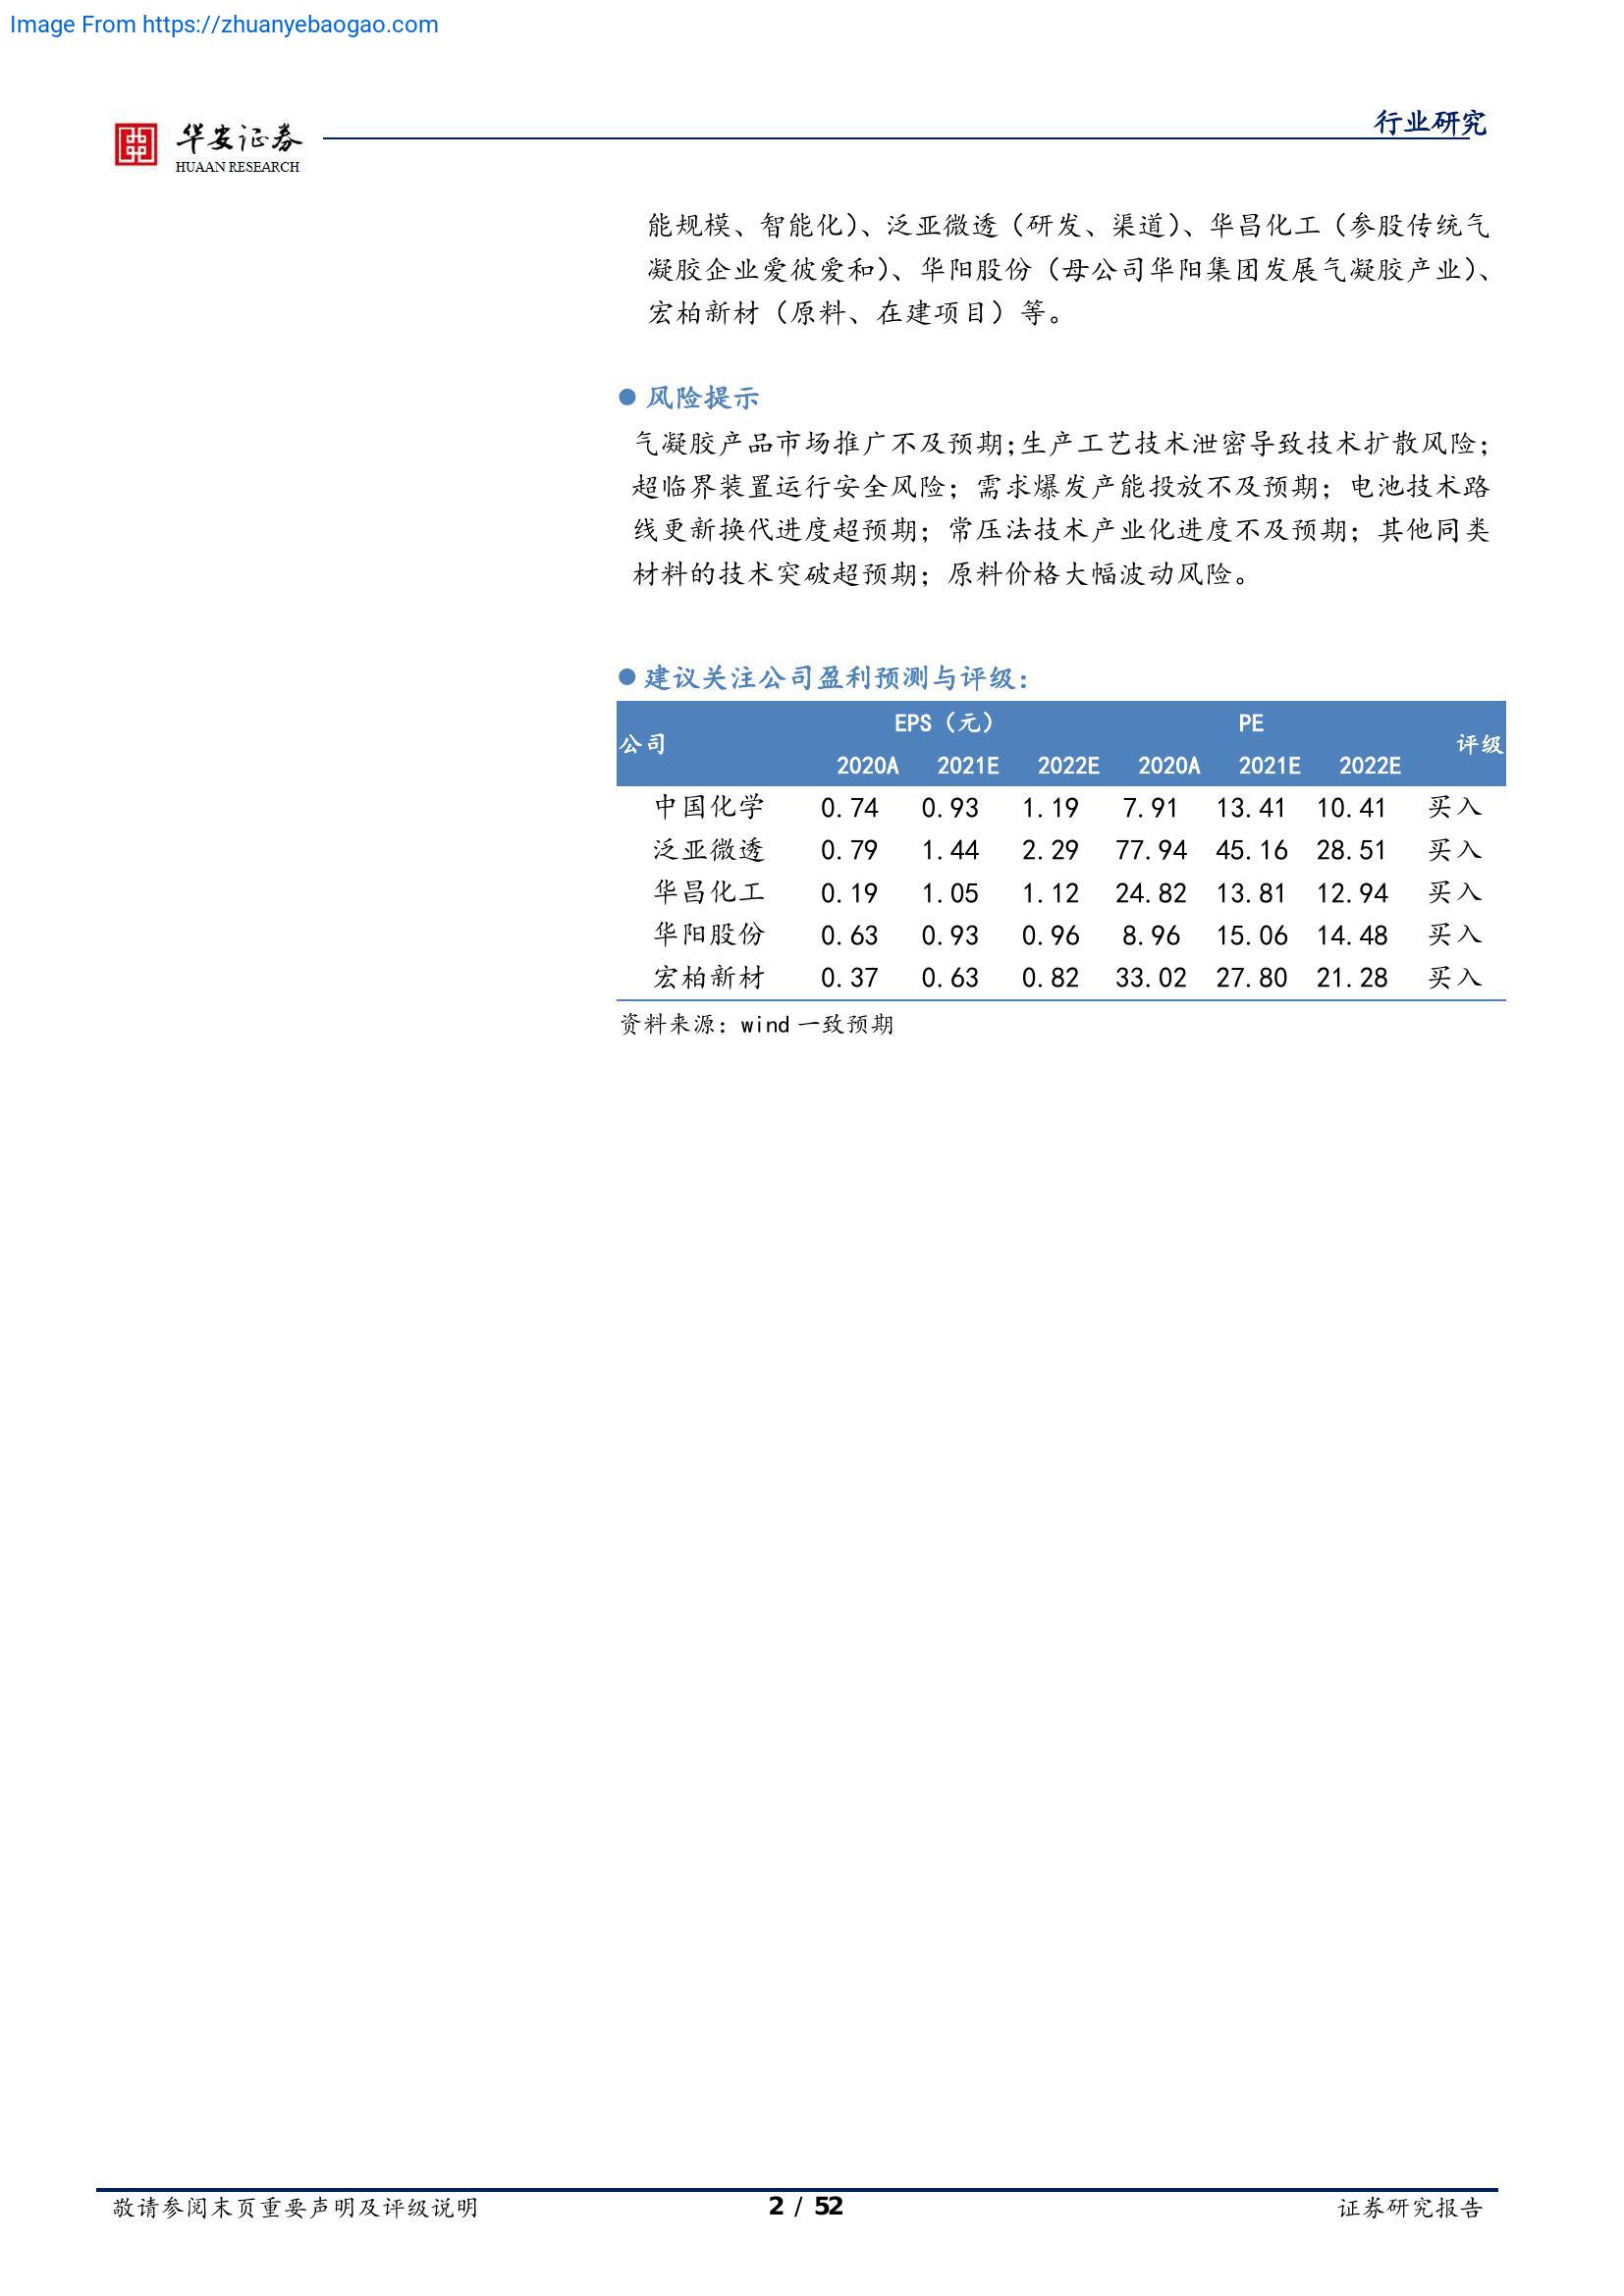 Image From https://zhuanyebaogao.com
华安证券
HUAAN RESEARCH
行业研究
能规模、智能化）、泛亚微透（研发、渠道）、华昌化工（参股传统气
凝胶企业爱彼爱和）、华阳股份（母公司华阳集团发展气凝胶产业）、
宏柏新材（原料、在建项目）等。
风险提示
气凝胶产品市场推广不及预期；生产工艺技术泄密导致技术扩散风险；
超临界装置运行安全风险；需求爆发产能投放不及预期；电池技术路
线更新换代进度超预期；常压法技术产业化进度不及预期；其他同类
材料的技术突破超预期；原料价格大幅波动风险。
建议关注公司盈利预测与评级：
公司 EPS（元） PE 评级
2020A 2021E 2022E 2020A 2021E 2022E
中国化学 0.74 0.93 1.19 7.91 13.41 10.41 买入
泛亚微透 0.79 1.44 2.29 77.94 45.16 28.51 买入
华昌化工 0.19 1.05 1.12 24.82 13.81 12.94 买入
华阳股份 0.63 0.93 0.96 8.96 15.06 14.48 买入
宏柏新材 0.37 0.63 0.82 33.02 27.80 21.28 买入
资料来源：wind 一致预期
敬请参阅末页重要声明及评级说明 2 / 52 证券研究报告